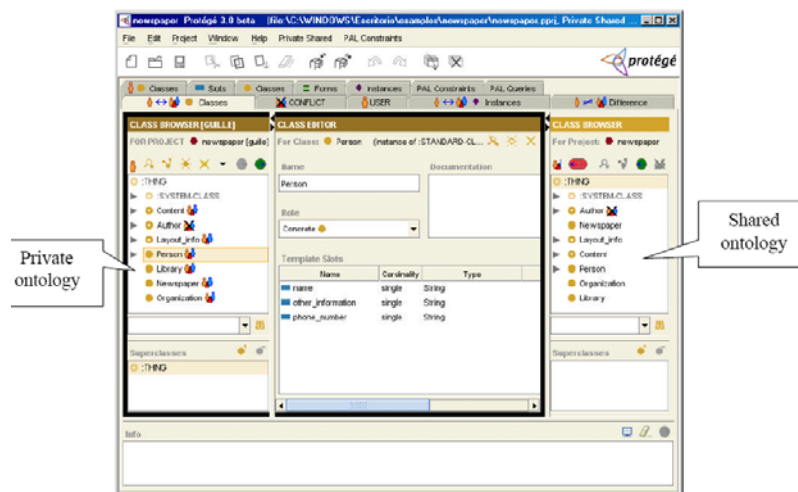 newspaper Protégé 3.0 beta (file:\C:\WINDOWS\Escritorio\examples\newspaper\newspaper.pprj, Private Shared ...
File Edit Project Window Help Private Shared PAL Constraints
protégé
Classes Slots Classes Forms Instances PAL Constraints PAL Queries
Classes CONFLICT USER Instances Difference
CLASS BROWSER [GUILLE] CLASS EDITOR CLASS BROWSER
FOR PROJECT newspaper [guille] For Class: Person (instance of :STANDARD-CL... For Project: newspaper
Name Documentation
Person
:THNG
:SYSTEM-CLASS
Content
Author
Layout_info
Person
Library
Newspaper
Organization
Role
Concrete
Template Slots
Name Cardinality Type
name single String
other_information single String
phone_number single String
:THNG
:SYSTEM-CLASS
Author
Newspaper
Layout_info
Content
Person
Organization
Library
Private
ontology
Shared
ontology
Superclasses
:THNG
Superclasses
Info